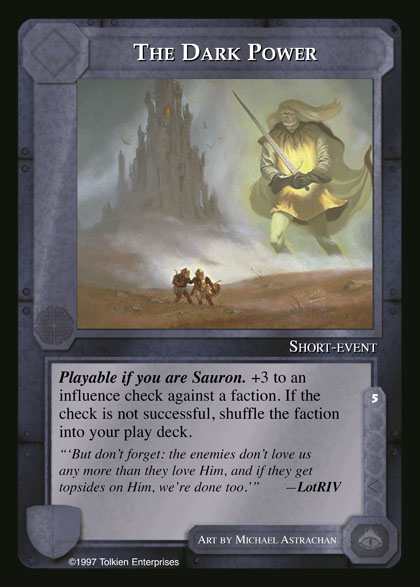 The Dark Power
Short-event
Playable if you are Sauron. +3 to an
influence check against a faction. If the
check is not successful, shuffle the faction
into your play deck.
5
“‘But don’t forget: the enemies don’t love us
any more than they love Him, and if they get
topsides on Him, we’re done too.’” —LotRIV
Art by Michael Astrachan
©1997 Tolkien Enterprises